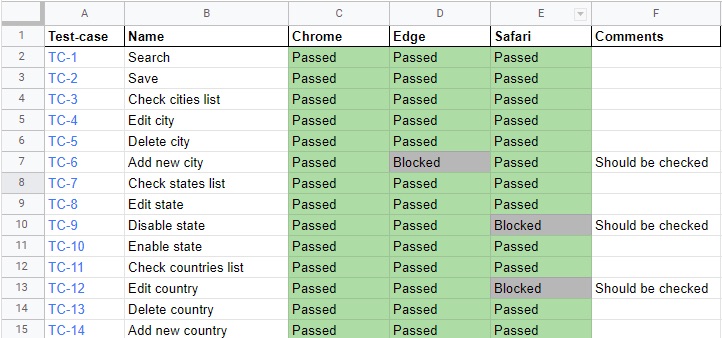 A B C D E F
1 Test-case Name Chrome Edge Safari Comments
2 TC-1 Search Passed Passed Passed
3 TC-2 Save Passed Passed Passed
4 TC-3 Check cities list Passed Passed Passed
5 TC-4 Edit city Passed Passed Passed
6 TC-5 Delete city Passed Passed Passed
7 TC-6 Add new city Passed Blocked Passed Should be checked
8 TC-7 Check states list Passed Passed Passed
9 TC-8 Edit state Passed Passed Passed
10 TC-9 Disable state Passed Passed Blocked Should be checked
11 TC-10 Enable state Passed Passed Passed
12 TC-11 Check countries list Passed Passed Passed
13 TC-12 Edit country Passed Passed Blocked Should be checked
14 TC-13 Delete country Passed Passed Passed
15 TC-14 Add new country Passed Passed Passed